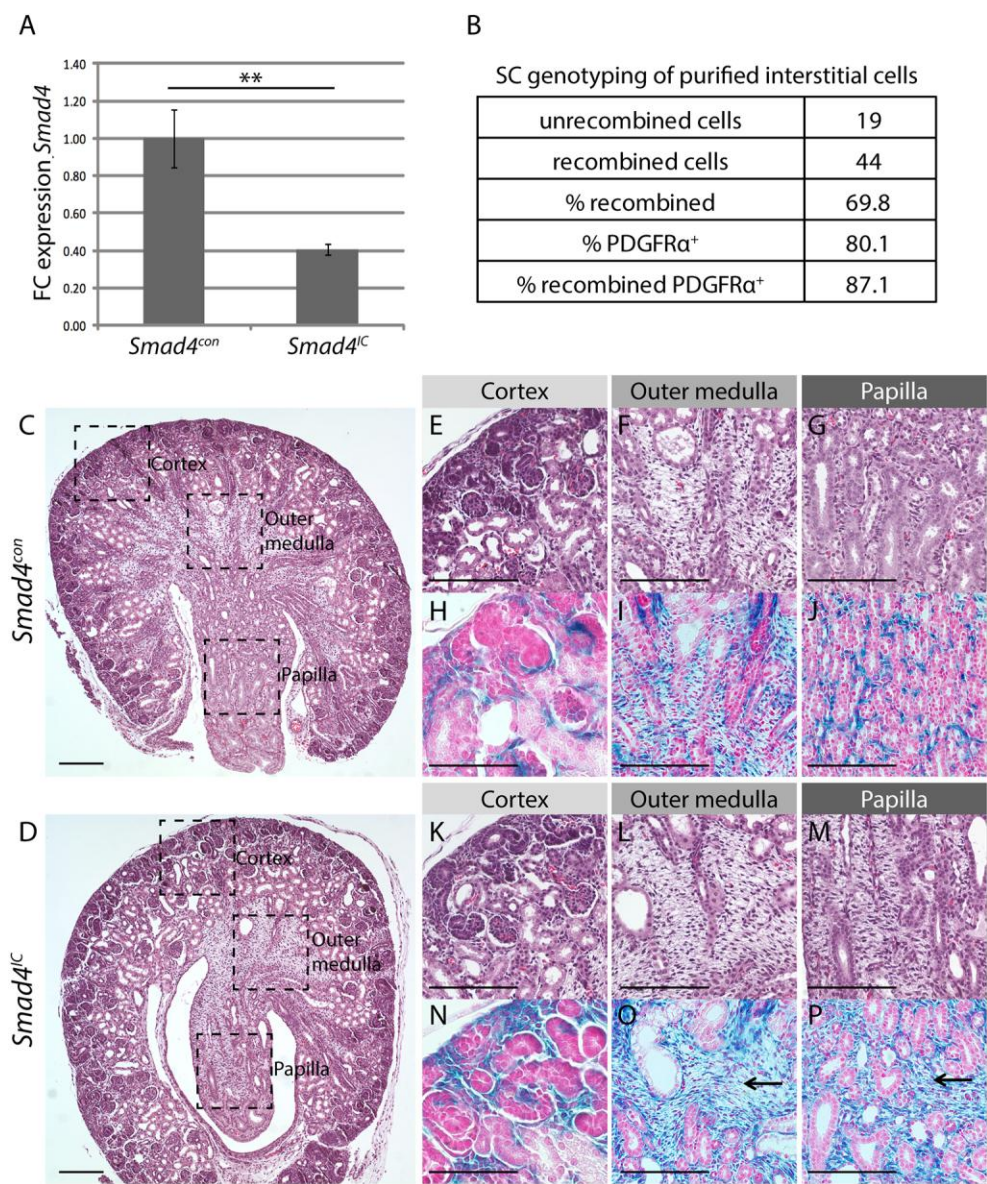 A
FC expression Smad4
1.40
1.20
1.00
0.80
0.60
0.40
0.20
0.00
**
Smad4con
Smad4IC
B
SC genotyping of purified interstitial cells
unrecombined cells 19
recombined cells 44
% recombined 69.8
% PDGFRα+ 80.1
% recombined PDGFRα+ 87.1
Smad4con
C
Cortex
Outer
medulla
Papilla
Cortex Outer medulla Papilla
E F G
H I J
Smad4IC
D
Cortex
Outer
medulla
Papilla
Cortex Outer medulla Papilla
K L M
N O P